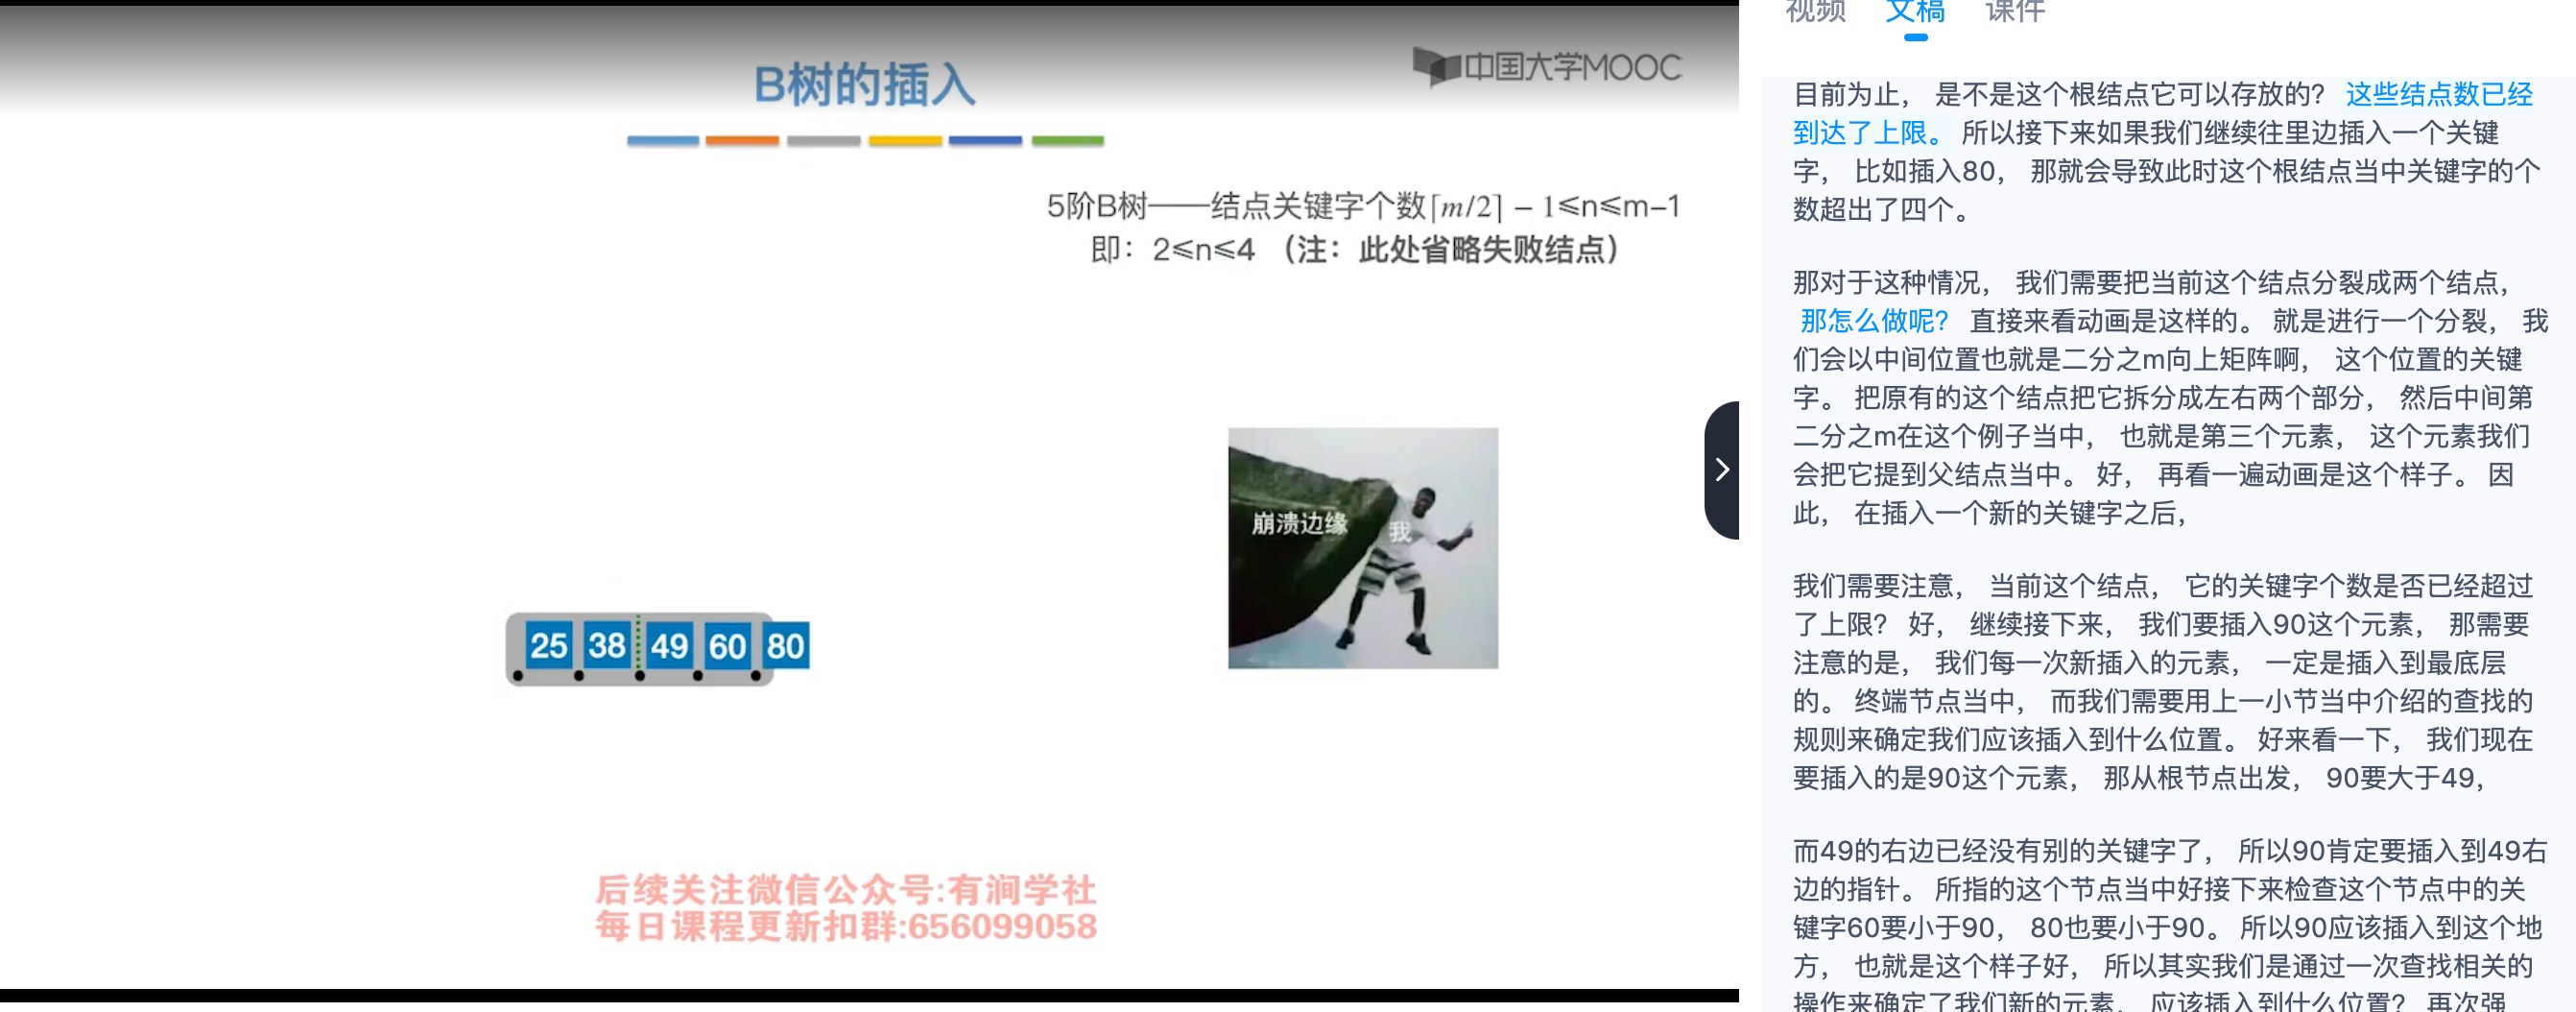 B树的插入
中国大学MOOC
5阶B树——结点关键字个数⌈m/2⌉ – 1≤n≤m–1
即：2≤n≤4 （注：此处省略失败结点）
崩溃边缘
我
25 38 49 60 80
后续关注微信公众号:有涧学社
每日课程更新扣群:656099058
视频 文稿 课件
目前为止， 是不是这个根结点它可以存放的？ 这些结点数已经
到达了上限。 所以接下来如果我们继续往里边插入一个关键
字， 比如插入80， 那就会导致此时这个根结点当中关键字的个
数超出了四个。
那对于这种情况， 我们需要把当前这个结点分裂成两个结点，
那怎么做呢？ 直接来看动画是这样的。 就是进行一个分裂， 我
们会以中间位置也就是二分之m向上矩阵啊， 这个位置的关键
字。 把原有的这个结点把它拆分成左右两个部分， 然后中间第
二分之m在这个例子当中， 也就是第三个元素， 这个元素我们
会把它提到父结点当中。 好， 再看一遍动画是这个样子。 因
此， 在插入一个新的关键字之后，
我们需要注意， 当前这个结点， 它的关键字个数是否已经超过
了上限？ 好， 继续接下来， 我们要插入90这个元素， 那需要
注意的是， 我们每一次新插入的元素， 一定是插入到最底层
的。 终端节点当中， 而我们需要用上一小节当中介绍的查找的
规则来确定我们应该插入到什么位置。 好来看一下， 我们现在
要插入的是90这个元素， 那从根节点出发， 90要大于49，
而49的右边已经没有别的关键字了， 所以90肯定要插入到49右
边的指针。 所指的这个节点当中好接下来检查这个节点中的关
键字60要小于90， 80也要小于90。 所以90应该插入到这个地
方， 也就是这个样子好， 所以其实我们是通过一次查找相关的
操作来确定了我们新的元素， 应该插入到什么位置？ 再次强